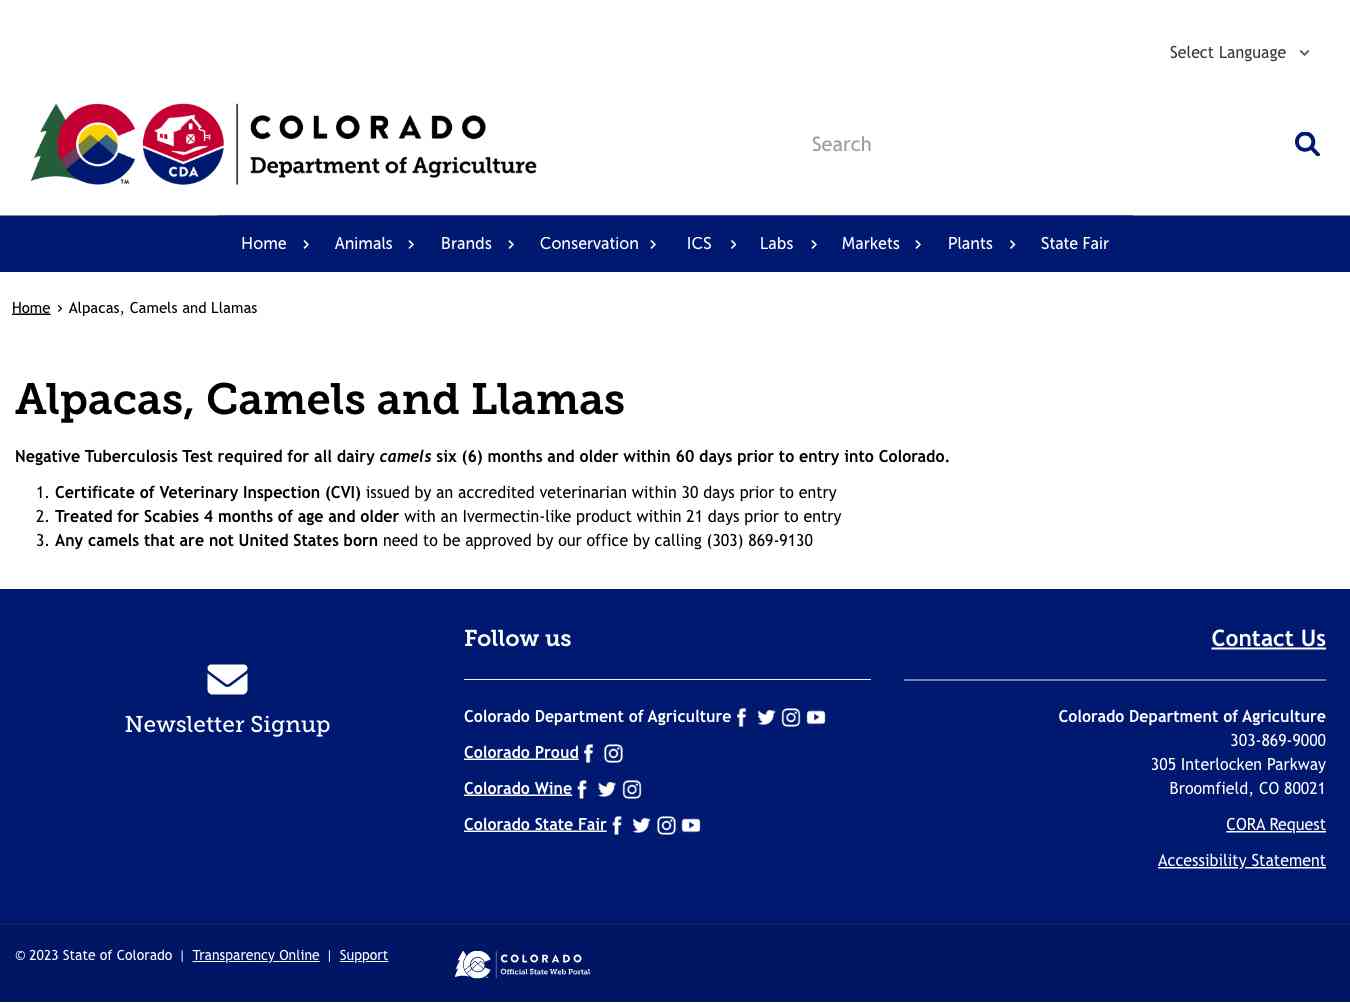 Select Language
COLORADO
Department of Agriculture
CDA
TM
Search
Home Animals Brands Conservation ICS Labs Markets Plants State Fair
Home › Alpacas, Camels and Llamas
Alpacas, Camels and Llamas
Negative Tuberculosis Test required for all dairy camels six (6) months and older within 60 days prior to entry into Colorado.
1. Certificate of Veterinary Inspection (CVI) issued by an accredited veterinarian within 30 days prior to entry
2. Treated for Scabies 4 months of age and older with an Ivermectin-like product within 21 days prior to entry
3. Any camels that are not United States born need to be approved by our office by calling (303) 869-9130
Newsletter Signup
Follow us
Colorado Department of Agriculture
Colorado Proud
Colorado Wine
Colorado State Fair
Contact Us
Colorado Department of Agriculture
303-869-9000
305 Interlocken Parkway
Broomfield, CO 80021
CORA Request
Accessibility Statement
© 2023 State of Colorado | Transparency Online | Support
COLORADO
Official State Web Portal